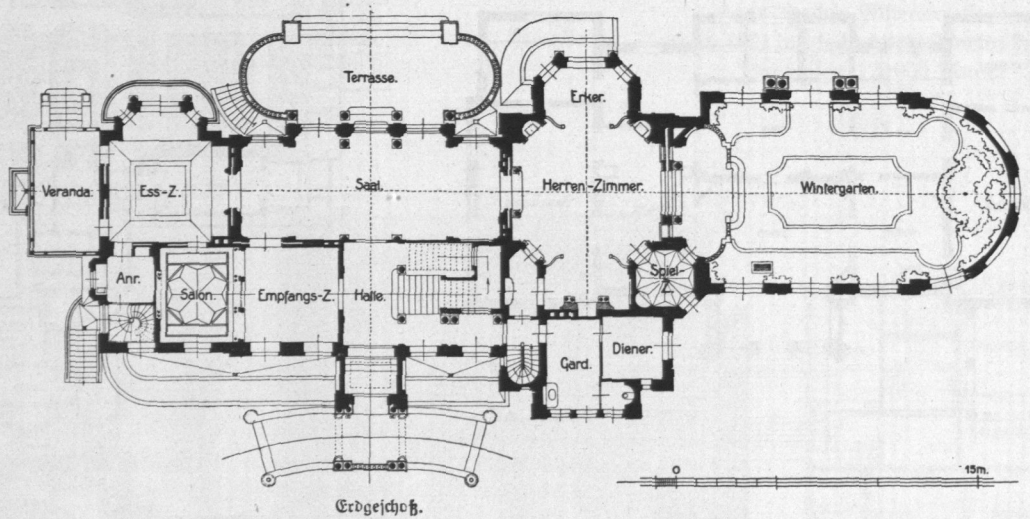 Terrasse.
Erker.
Veranda.
Ess-Z.
Saal.
Herren-Zimmer.
Wintergarten.
Anr.
Salon.
Empfangs-Z.
Halle.
Spiel-
Z.
Gard.
Diener.
0
15m.
Erdgeschoß.